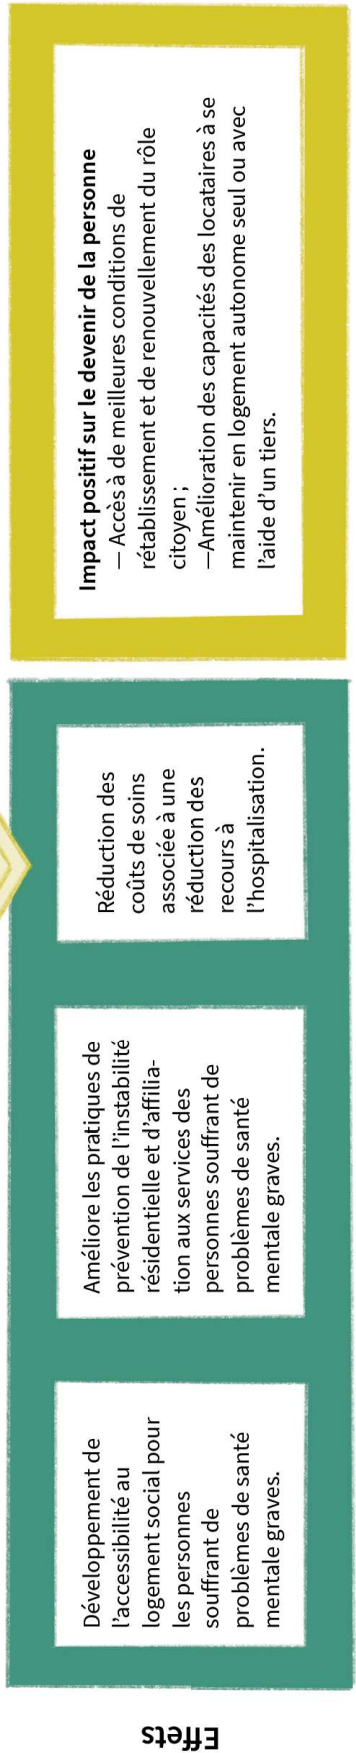 Effets
Développement de
l'accessibilité au
logement social pour
les personnes
souffrant de
problèmes de santé
mentale graves.
Améliore les pratiques de
prévention de l'instabilité
résidentielle et d'affilia-
tion aux services des
personnes souffrant de
problèmes de santé
mentale graves.
Réduction des
coûts de soins
associée à une
réduction des
recours à
l'hospitalisation.
Impact positif sur le devenir de la personne
— Accès à de meilleures conditions de
rétablissement et de renouvellement du rôle
citoyen ;
—Amélioration des capacités des locataires à se
maintenir en logement autonome seul ou avec
l'aide d'un tiers.